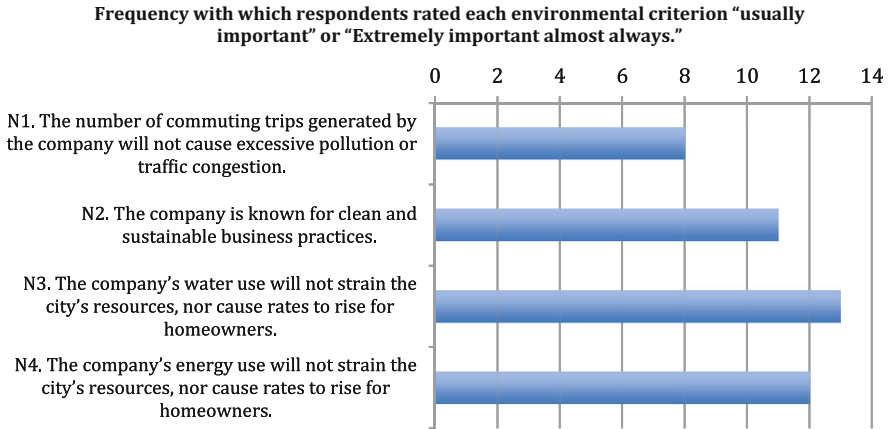 Frequency with which respondents rated each environmental criterion “usually
important” or “Extremely important almost always.”
0 2 4 6 8 10 12 14
N1. The number of commuting trips generated by
the company will not cause excessive pollution or
traffic congestion.
N2. The company is known for clean and
sustainable business practices.
N3. The company’s water use will not strain the
city’s resources, nor cause rates to rise for
homeowners.
N4. The company’s energy use will not strain the
city’s resources, nor cause rates to rise for
homeowners.